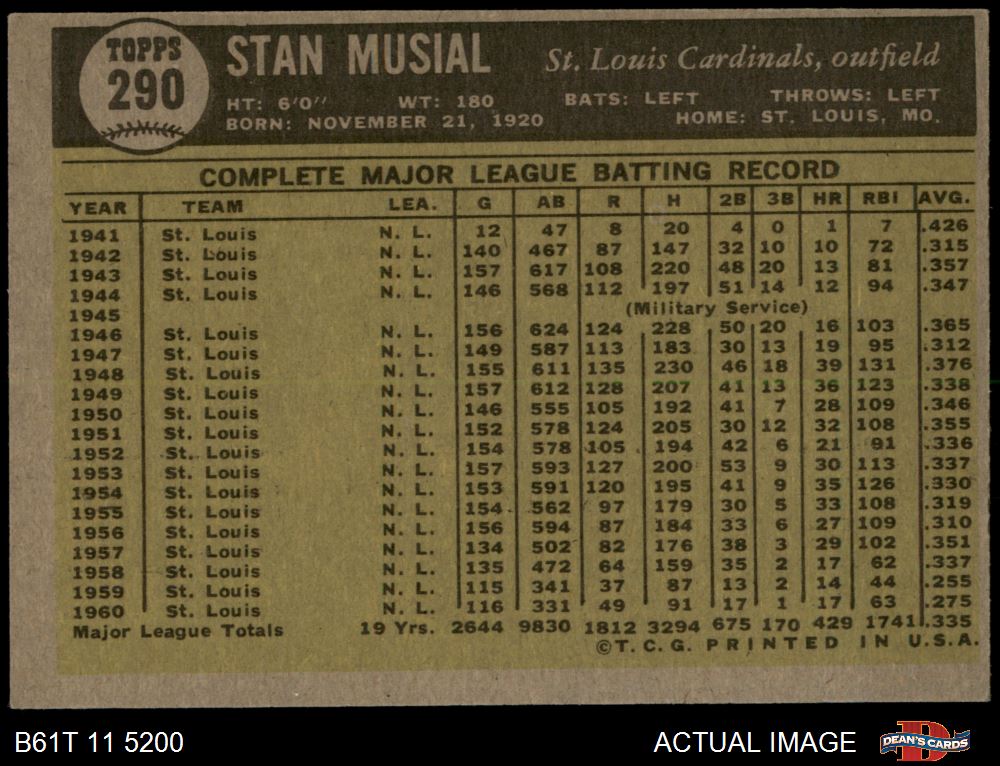 TOPPS
290
STAN MUSIAL St. Louis Cardinals, outfield
HT: 6'0" WT: 180 BATS: LEFT THROWS: LEFT
BORN: NOVEMBER 21, 1920 HOME: ST. LOUIS, MO.
COMPLETE MAJOR LEAGUE BATTING RECORD
YEAR TEAM LEA. G AB R H 2B 3B HR RBI AVG.
1941 St. Louis N. L. 12 47 8 20 4 0 1 7 .426
1942 St. Louis N. L. 140 467 87 147 32 10 10 72 .315
1943 St. Louis N. L. 157 617 108 220 48 20 13 81 .357
1944 St. Louis N. L. 146 568 112 197 51 14 12 94 .347
1945 (Military Service)
1946 St. Louis N. L. 156 624 124 228 50 20 16 103 .365
1947 St. Louis N. L. 149 587 113 183 30 13 19 95 .312
1948 St. Louis N. L. 155 611 135 230 46 18 39 131 .376
1949 St. Louis N. L. 157 612 128 207 41 13 36 123 .338
1950 St. Louis N. L. 146 555 105 192 41 7 28 109 .346
1951 St. Louis N. L. 152 578 124 205 30 12 32 108 .355
1952 St. Louis N. L. 154 578 105 194 42 6 21 91 .336
1953 St. Louis N. L. 157 593 127 200 53 9 30 113 .337
1954 St. Louis N. L. 153 591 120 195 41 9 35 126 .330
1955 St. Louis N. L. 154 562 97 179 30 5 33 108 .319
1956 St. Louis N. L. 156 594 87 184 33 6 27 109 .310
1957 St. Louis N. L. 134 502 82 176 38 3 29 102 .351
1958 St. Louis N. L. 135 472 64 159 35 2 17 62 .337
1959 St. Louis N. L. 115 341 37 87 13 2 14 44 .255
1960 St. Louis N. L. 116 331 49 91 17 1 17 63 .275
Major League Totals 19 Yrs. 2644 9830 1812 3294 675 170 429 1741 .335
©T. C. G. PRINTED IN U.S.A.
B61T 11 5200 ACTUAL IMAGE DEAN'S CARDS